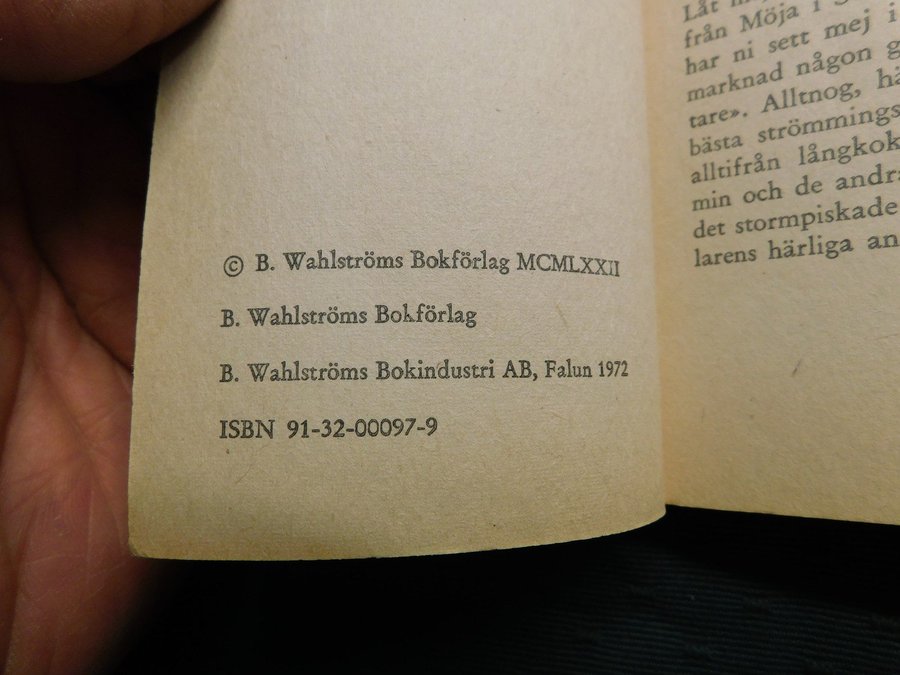 © B. Wahlströms Bokförlag MCMLXXII
B. Wahlströms Bokförlag
B. Wahlströms Bokindustri AB, Falun 1972
ISBN 91-32-00097-9
Låt
från Möja i
har ni sett mej i
marknad någon g
tare». Alltnog, hä
bästa strömmings
alltifrån långkok
min och de andra
det stormpiskade
larens härliga an